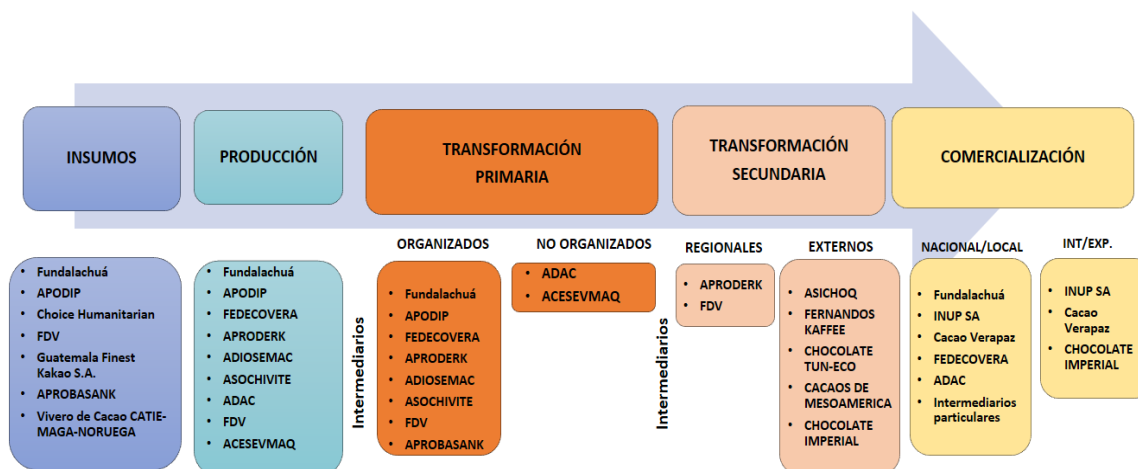 INSUMOS
PRODUCCIÓN
TRANSFORMACIÓN
PRIMARIA
TRANSFORMACIÓN
SECUNDARIA
COMERCIALIZACIÓN
• Fundalachuá
• APODIP
• Choice Humanitarian
• FDV
• Guatemala Finest
Kakao S.A.
• APROBASANK
• Vivero de Cacao CATIE-
MAGA-NORUEGA
• Fundalachuá
• APODIP
• FEDECOVERA
• APRODERK
• ADIOSEMAC
• ASOCHIVITE
• ADAC
• FDV
• ACESEVMAQ
Intermediarios
ORGANIZADOS
• Fundalachuá
• APODIP
• FEDECOVERA
• APRODERK
• ADIOSEMAC
• ASOCHIVITE
• FDV
• APROBASANK
NO ORGANIZADOS
• ADAC
• ACESEVMAQ
Intermediarios
REGIONALES
• APRODERK
• FDV
EXTERNOS
• ASICHOQ
• FERNANDOS
KAFFEE
• CHOCOLATE
TUN-ECO
• CACAOS DE
MESOAMERICA
• CHOCOLATE
IMPERIAL
NACIONAL/LOCAL
• Fundalachuá
• INUP SA
• Cacao Verapaz
• FEDECOVERA
• ADAC
• Intermediarios
particulares
INT/EXP.
• INUP SA
• Cacao
Verapaz
• CHOCOLATE
IMPERIAL